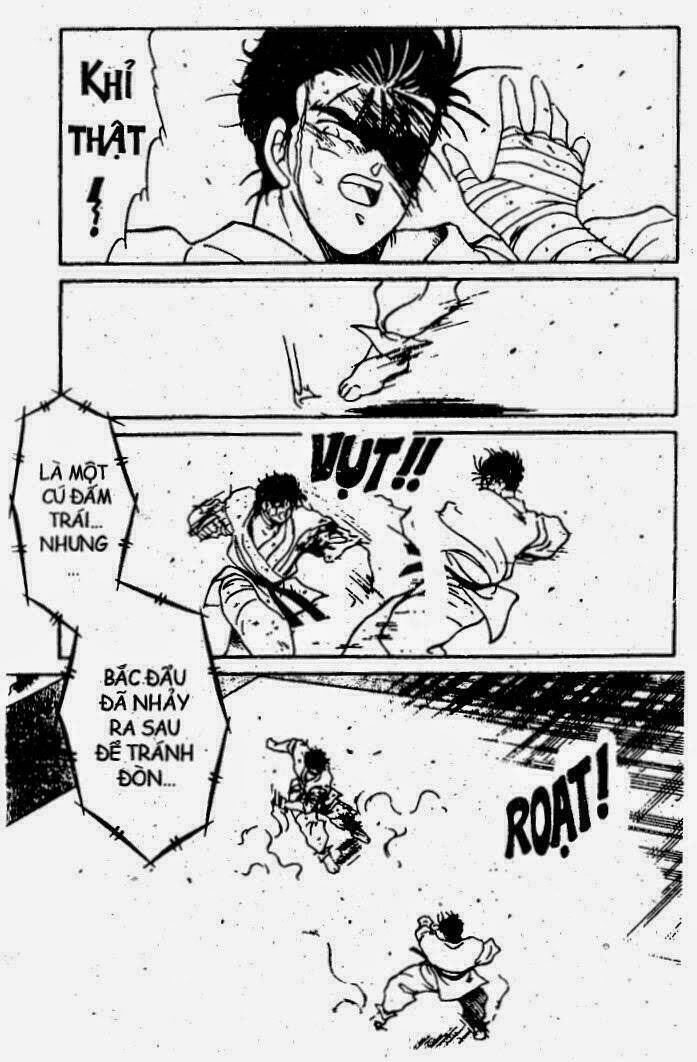 KHỈ
THẬT
!
VỤT!!
LÀ MỘT
CÚ ĐẤM
TRÁI...
NHƯNG
...
BẮC ĐẨU
ĐÃ NHẢY
RA SAU
ĐỂ TRÁNH
ĐÒN...
ROẠT!